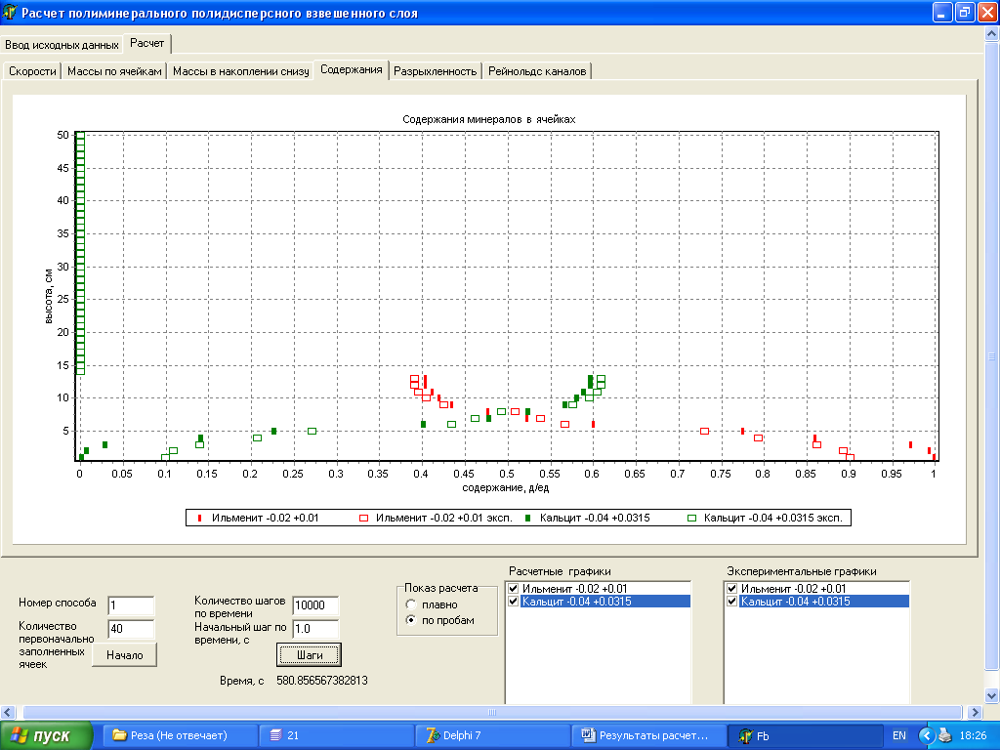 Расчет полиминерального полидисперсного взвешенного слоя
Ввод исходных данных Расчет
Скорости Массы по ячейкам Массы в накоплении снизу Содержания Разрыхленность Рейнольдс каналов
Содержания минералов в ячейках
50
45
40
35
30
25
20
15
10
5
высота, см
0 0.05 0.1 0.15 0.2 0.25 0.3 0.35 0.4 0.45 0.5 0.55 0.6 0.65 0.7 0.75 0.8 0.85 0.9 0.95 1
содержание, д/ед
Ильменит -0.02 +0.01 Ильменит -0.02 +0.01 эксп. Кальцит -0.04 +0.0315 Кальцит -0.04 +0.0315 эксп.
Номер способа 1
Количество
первоначально
заполненных
ячеек
40
Начало
Количество шагов
по времени
10000
Начальный шаг по
времени, с
1.0
Шаги
Время, с 580.856567382813
Показ расчета
плавно
по пробам
Расчетные графики
Ильменит -0.02 +0.01
Кальцит -0.04 +0.0315
Экспериментальные графики
Ильменит -0.02 +0.01
Кальцит -0.04 +0.0315
пуск Реза (Не отвечает) 21 Delphi 7 Результаты расчет... Fb EN 18:26